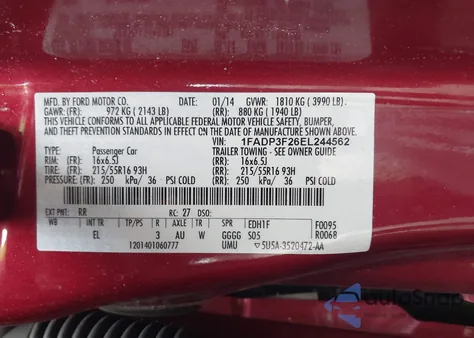 MFD. BY FORD MOTOR CO. DATE: 01/14 GVWR: 1810 KG ( 3990 LB).
GAWR: (FR): 972 KG ( 2143 LB) (RR): 880 KG ( 1940 LB)
THIS VEHICLE CONFORMS TO ALL APPLICABLE FEDERAL MOTOR VEHICLE SAFETY, BUMPER,
AND THEFT PREVENTION STANDARDS IN EFFECT ON THE DATE OF MANUFACTURE SHOWN ABOVE.
VIN: 1FADP3F26EL244562
TYPE: Passenger Car TRAILER TOWING - SEE OWNER GUIDE
RIM: (FR) 16x6.5J (RR): 16x6.5J
TIRE: (FR) 215/55R16 93H (RR): 215/55R16 93H
PRESSURE: (FR) 250 kPa/ 36 PSI COLD (RR): 250 kPa/ 36 PSI COLD
EXT PNT: RR RC: 27 DSO:
WB INT TR TP/PS R AX TR SPR EDH1F F0095
EL 3 AU W GGGG S05 R0068
1201401060777 UMU 5U5A-3520472-AA
AutoSnap